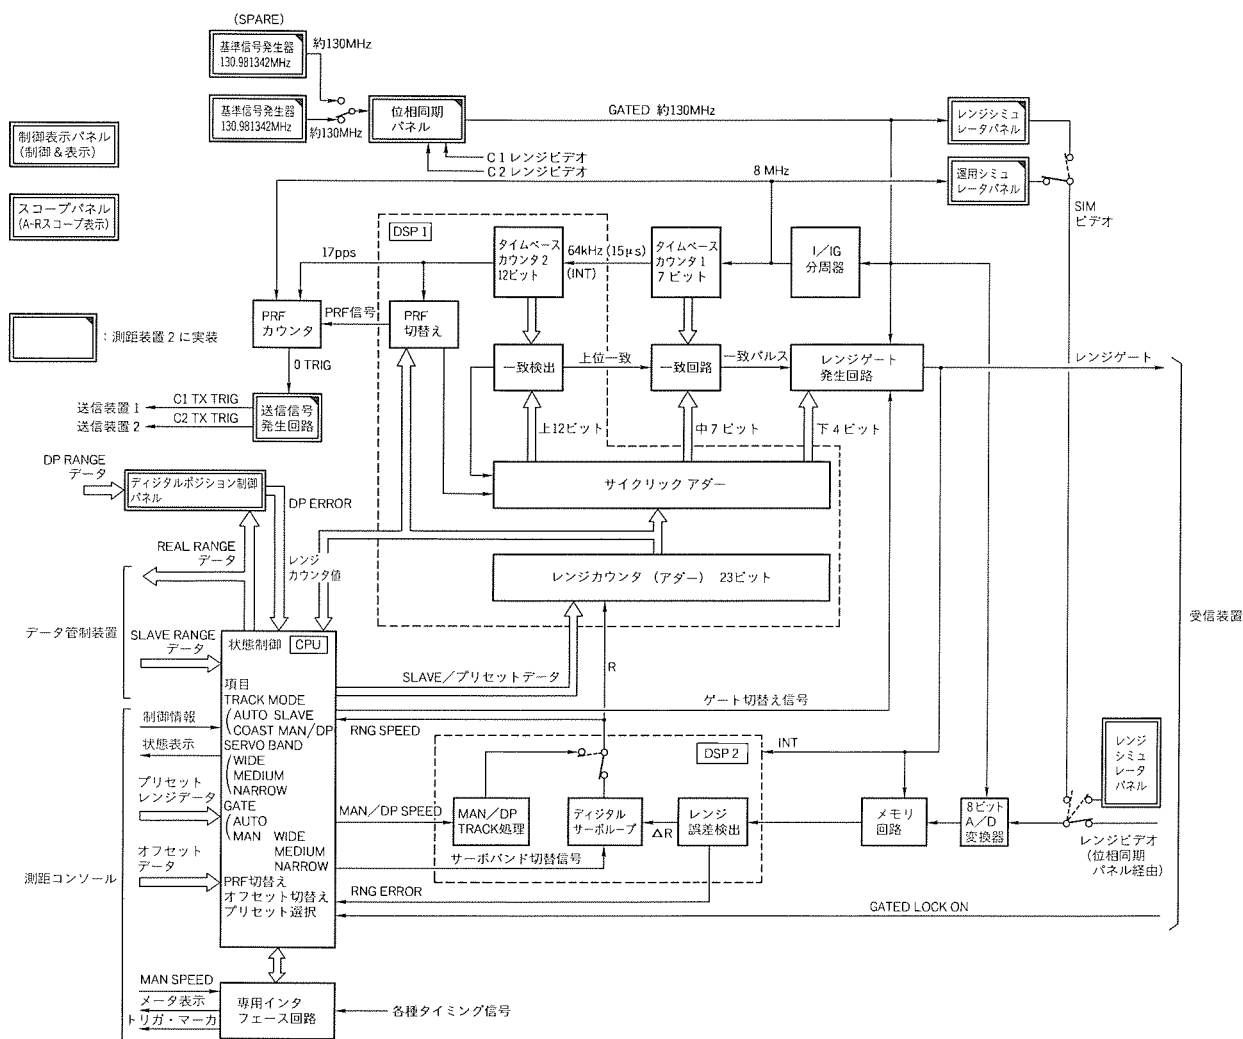 (SPARE)
基準信号発生器
130.981342MHz
約130MHz
基準信号発生器
130.981342MHz
約130MHz
位相同期
パネル
GATED 約130MHz
レンジシミュ
レータパネル
制御表示パネル
(制御&表示)
C1 レンジビデオ
C2 レンジビデオ
8 MHz
運用シミュ
レータパネル
スコープパネル
(A-Rスコープ表示)
SIM
ビデオ
DSP 1
17pps
タイムベース
カウンタ2
12ビット
64kHz (15μs)
(INT)
タイムベース
カウンタ1
7ビット
I/IG
分周器
:測距装置2に実装
PRF
カウンタ
PRF信号
PRF
切替え
一致検出
上位一致
一致回路
一致パルス
レンジゲート
発生回路
レンジゲート
0 TRIG
送信装置1
C1 TX TRIG
送信装置2
C2 TX TRIG
送信信号
発生回路
上12ビット
中7ビット
下4ビット
DP RANGE
データ
ディジタルポジション制御
パネル
DP ERROR
サイクリック アダー
REAL RANGE
データ
レンジ
カウンタ値
レンジカウンタ (アダー) 23ビット
データ管制装置
SLAVE RANGE
データ
状態制御
CPU
受信装置
SLAVE/プリセットデータ
R
項目
TRACK MODE
(AUTO SLAVE
COAST MAN/DP)
ゲート切替え信号
制御情報
RNG SPEED
状態表示
SERVO BAND
(WIDE
MEDIUM
NARROW
DSP 2
INT
レンジ
シミ
ュレ
ータ
パネル
プリセット
レンジデータ
GATE
(AUTO
MAN WIDE
MEDIUM
NARROW
MAN/DP SPEED
MAN/DP
TRACK処理
ディジタル
サーボループ
ΔR
レンジ
誤差検出
メモリ
回路
8ビット
A/D
変換器
レンジビデオ
(位相同期
パネル経由)
サーボバンド切替信号
測距コンソール
オフセット
データ
PRF切替え
オフセット切替え
プリセット選択
RNG ERROR
GATED LOCK ON
MAN SPEED
メータ表示
トリガ・マーカ
専用インタ
フェース回路
各種タイミング信号